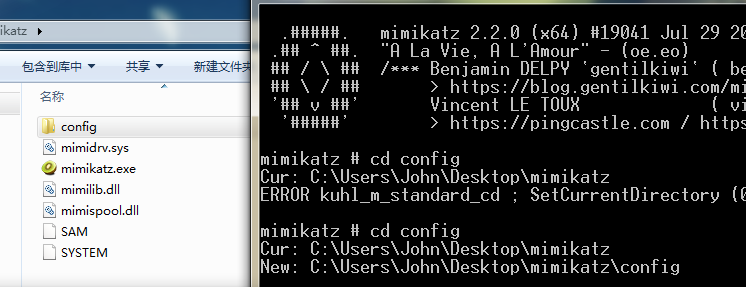 ikatz ▸
包含到库中 ▾ 共享 ▾ 新建文件夹
名称
config
mimidrv.sys
mimikatz.exe
mimilib.dll
mimispool.dll
SAM
SYSTEM
.#####. mimikatz 2.2.0 (x64) #19041 Jul 29 20
.## ^ ##. "A La Vie, A L'Amour" - (oe.eo)
## / \ ## /*** Benjamin DELPY `gentilkiwi` ( be
## \ / ## > https://blog.gentilkiwi.com/mi
'## v ##' Vincent LE TOUX ( vi
'#####' > https://pingcastle.com / https
mimikatz # cd config
Cur: C:\Users\John\Desktop\mimikatz
ERROR kuhl_m_standard_cd ; SetCurrentDirectory (0
mimikatz # cd config
Cur: C:\Users\John\Desktop\mimikatz
New: C:\Users\John\Desktop\mimikatz\config